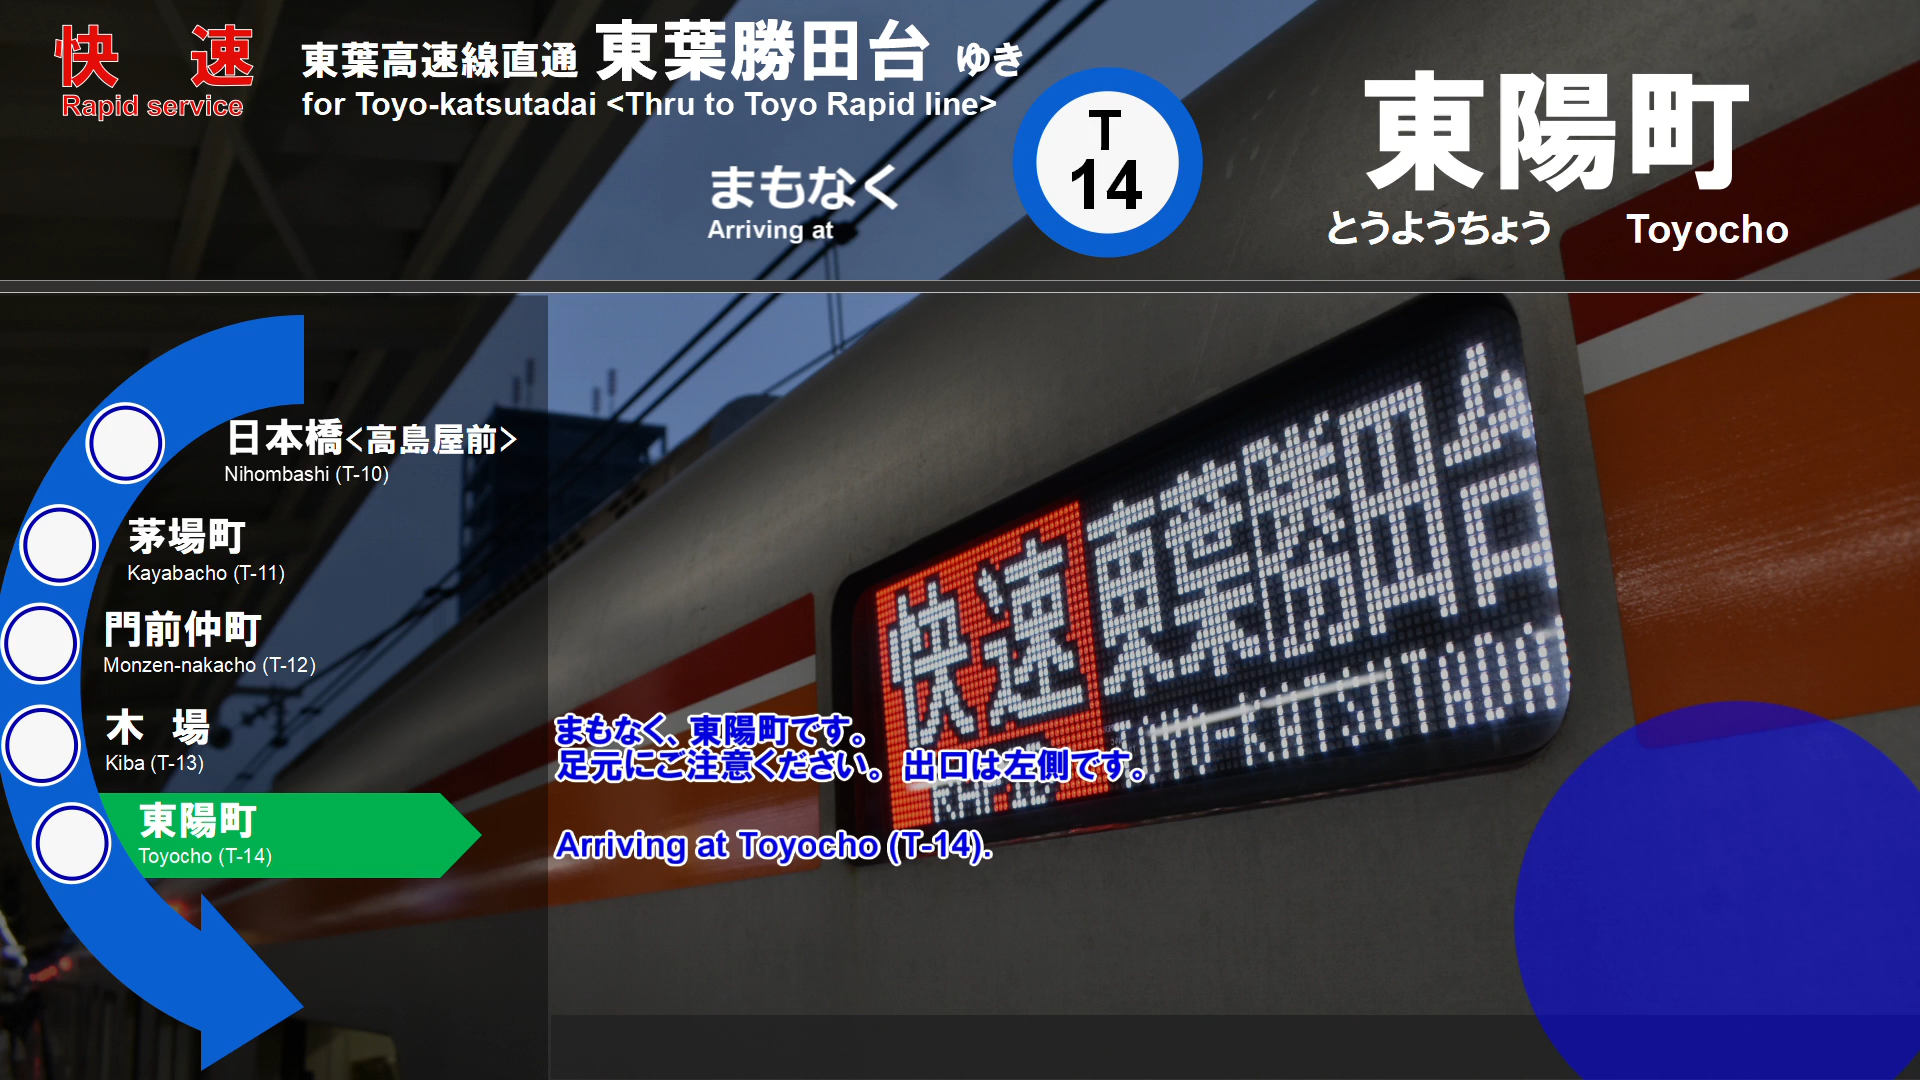 快 速
Rapid service
東葉高速線直通 東葉勝田台 ゆき
for Toyo-katsutadai <Thru to Toyo Rapid line>
まもなく
Arriving at
T
14
東陽町
とうようちょう Toyocho
日本橋<高島屋前>
Nihombashi (T-10)
茅場町
Kayabacho (T-11)
門前仲町
Monzen-nakacho (T-12)
木 場
Kiba (T-13)
東陽町
Toyocho (T-14)
快速
RAPID
東葉勝田台
TOYO-KATSUTADAI
まもなく、東陽町です。
足元にご注意ください。出口は左側です。
Arriving at Toyocho (T-14).